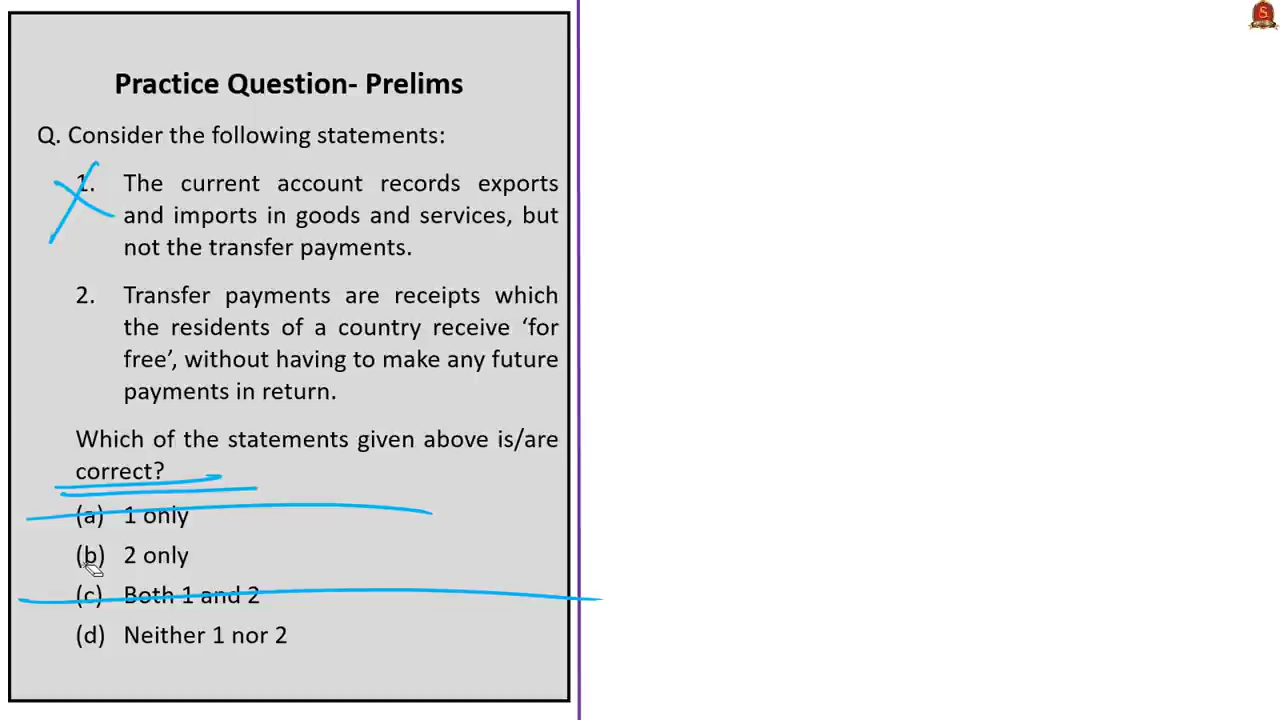 Practice Question- Prelims
Q. Consider the following statements:
1. The current account records exports
and imports in goods and services, but
not the transfer payments.
2. Transfer payments are receipts which
the residents of a country receive ‘for
free’, without having to make any future
payments in return.
Which of the statements given above is/are
correct?
(a) 1 only
(b) 2 only
(c) Both 1 and 2
(d) Neither 1 nor 2
S